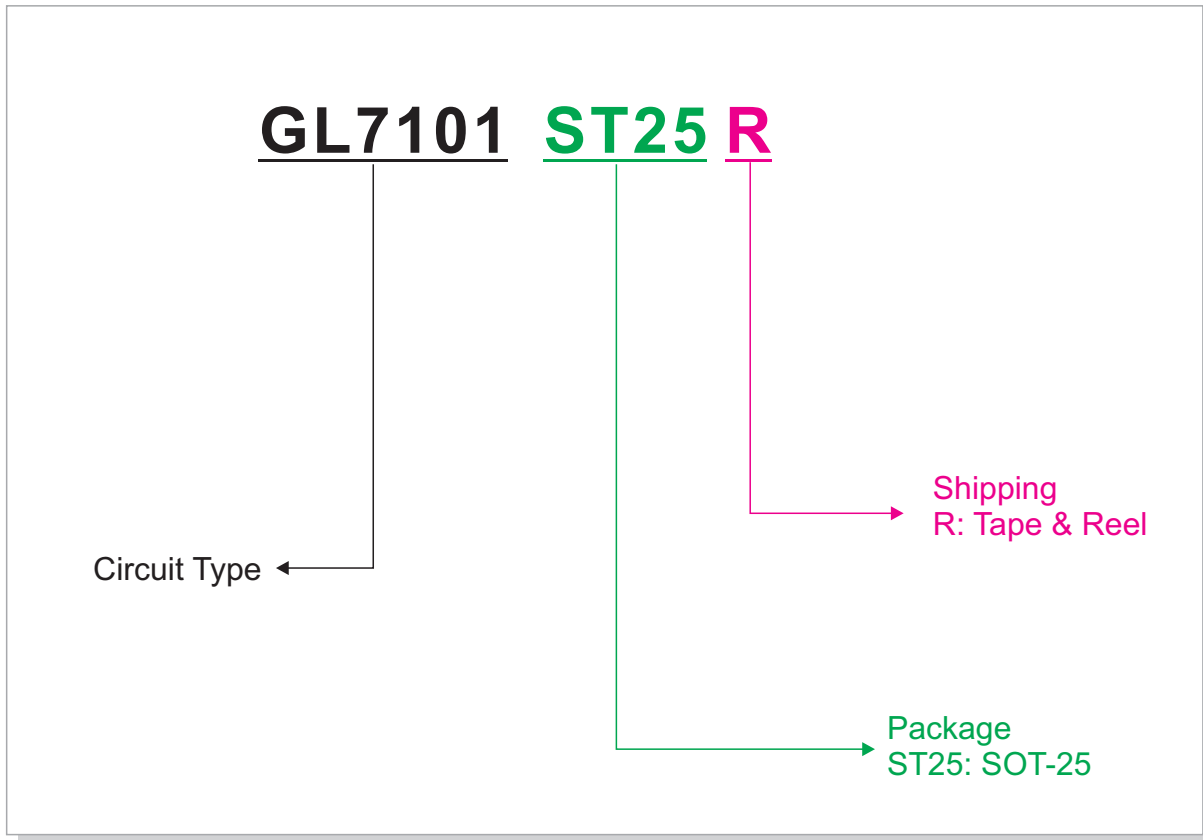 GL7101 ST25 R
Shipping
R: Tape & Reel
Circuit Type
Package
ST25: SOT-25